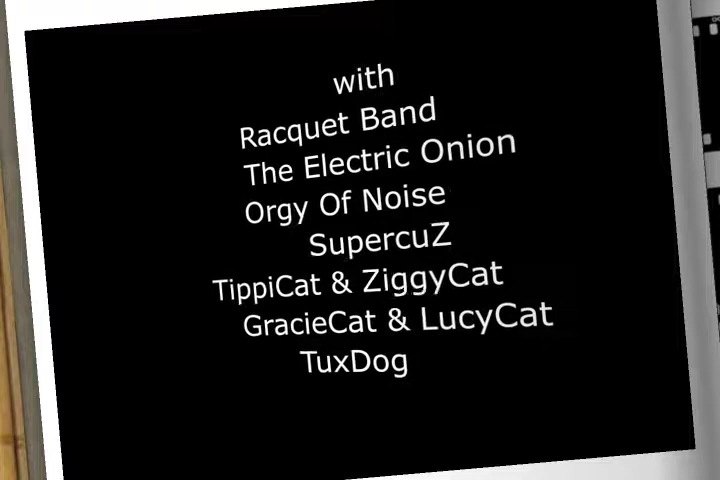 with
Racquet Band
The Electric Onion
Orgy Of Noise
SupercuZ
TippiCat & ZiggyCat
GracieCat & LucyCat
TuxDog